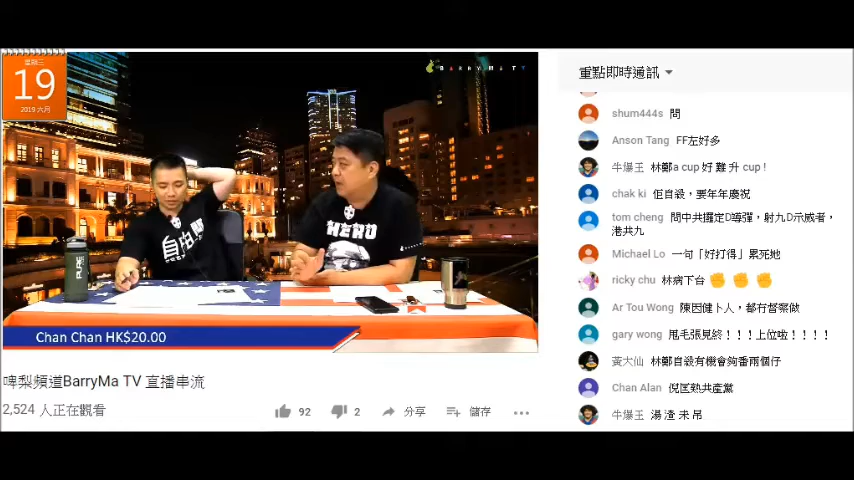 星期三
19
2019 六月
BARRYMATV
自由閪
HERO
PURE
Chan Chan HK$20.00
啤梨頻道BarryMa TV 直播串流
2,524 人正在觀看
92
2
分享
儲存
重點即時通訊
shum444s 問
Anson Tang FF左好多
牛爆王 林鄭a cup 好 難 升 cup !
chak ki 佢自殺，要年年慶祝
tom cheng 問中共攞定D導彈，射九D示威者，
港共九
Michael Lo 一句「好打得」累死她
ricky chu 林病下台 ✊ ✊ ✊
Ar Tou Wong 陳因健卜人，都冇督察做
gary wong 甩毛張見終！！！上位啦！！！！
黃大仙 林鄭自殺有機會夠番兩個仔
Chan Alan 倪匡熟共產黨
牛爆王 湯 渣 未 吊